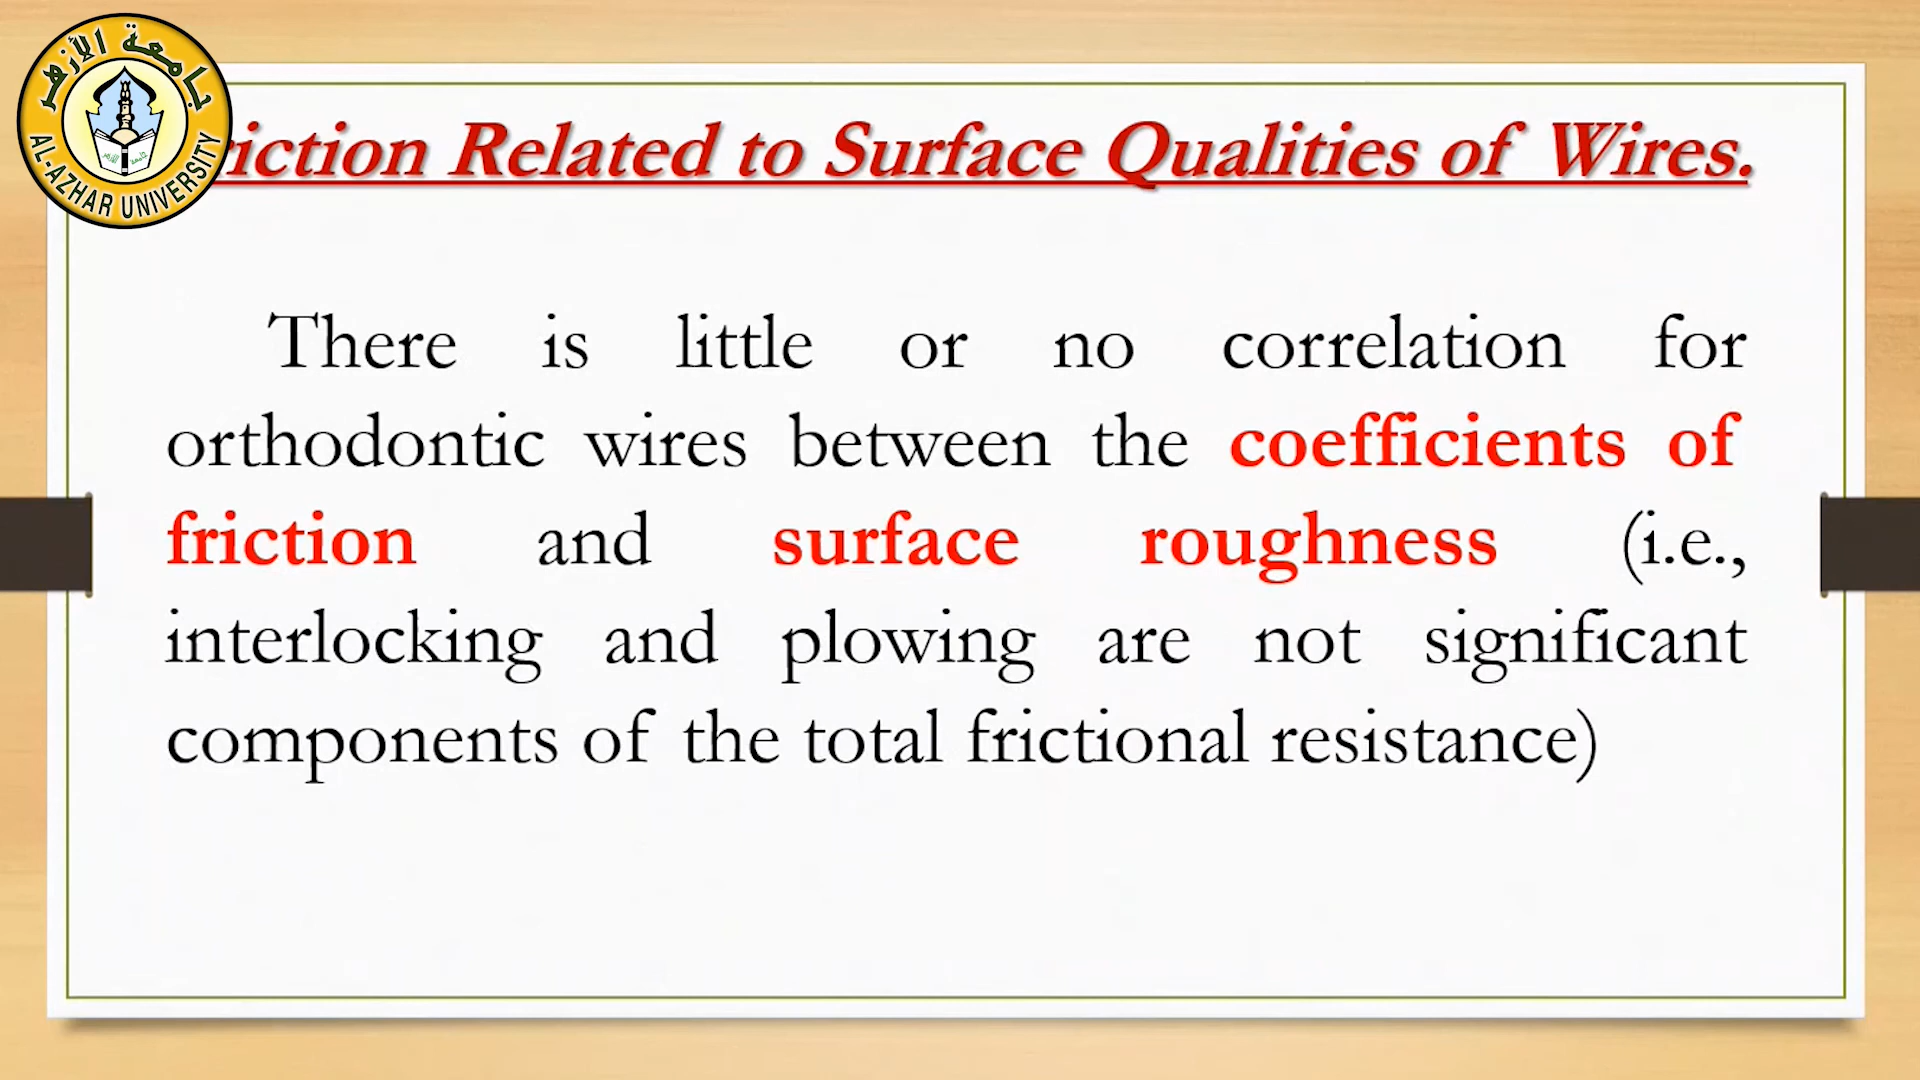 جامعة الأزهر
AL-AZHAR UNIVERSITY
iction Related to Surface Qualities of Wires.
There is little or no correlation for
orthodontic wires between the coefficients of
friction and surface roughness (i.e.,
interlocking and plowing are not significant
components of the total frictional resistance)